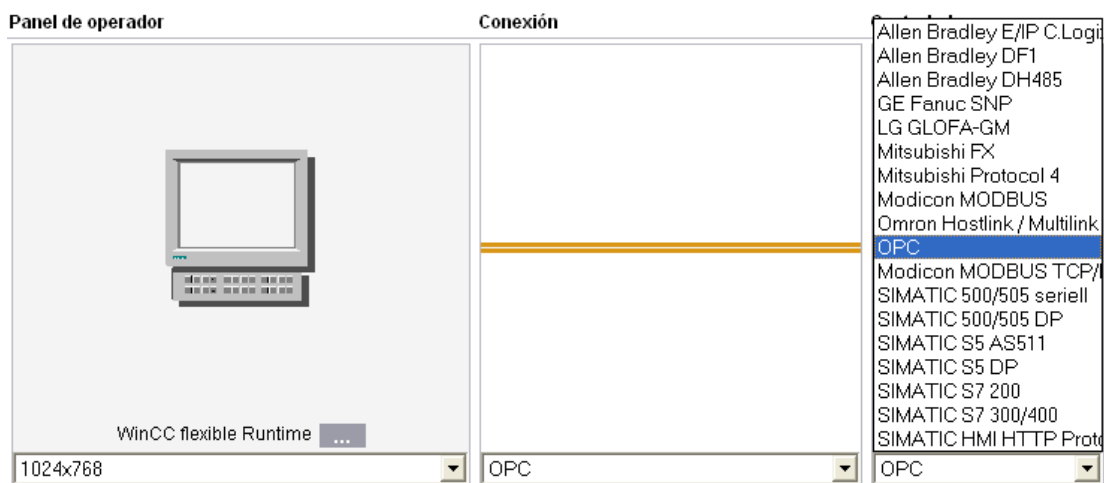 Panel de operador
Conexión
Allen Bradley E/IP C.Logi
Allen Bradley DF1
Allen Bradley DH485
GE Fanuc SNP
LG GLOFA-GM
Mitsubishi FX
Mitsubishi Protocol 4
Modicon MODBUS
Omron Hostlink / Multilink
OPC
Modicon MODBUS TCP/
SIMATIC 500/505 seriell
SIMATIC 500/505 DP
SIMATIC S5 AS511
SIMATIC S5 DP
SIMATIC S7 200
SIMATIC S7 300/400
SIMATIC HMI HTTP Proto
WinCC flexible Runtime ...
1024x768
OPC
OPC